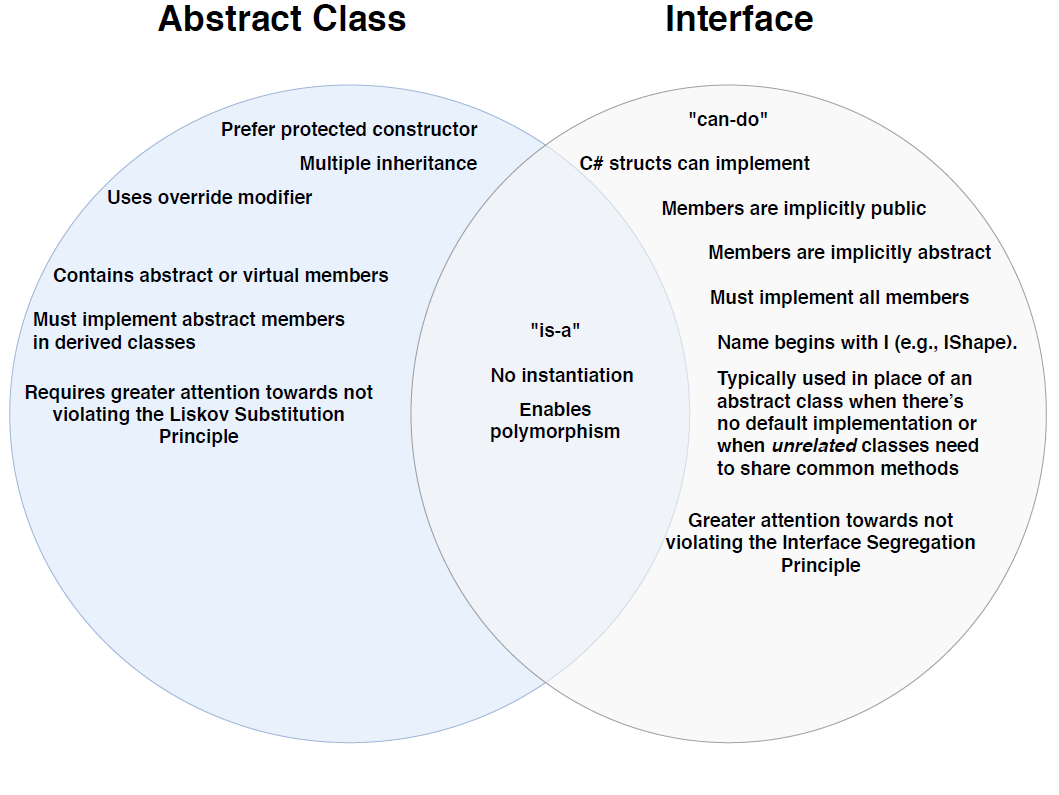 Abstract Class
Interface
Prefer protected constructor
Multiple inheritance
Uses override modifier
Contains abstract or virtual members
Must implement abstract members
in derived classes
Requires greater attention towards not
violating the Liskov Substitution
Principle
"is-a"
No instantiation
Enables
polymorphism
"can-do"
C# structs can implement
Members are implicitly public
Members are implicitly abstract
Must implement all members
Name begins with I (e.g., IShape).
Typically used in place of an
abstract class when there's
no default implementation or
when unrelated classes need
to share common methods
Greater attention towards not
violating the Interface Segregation
Principle